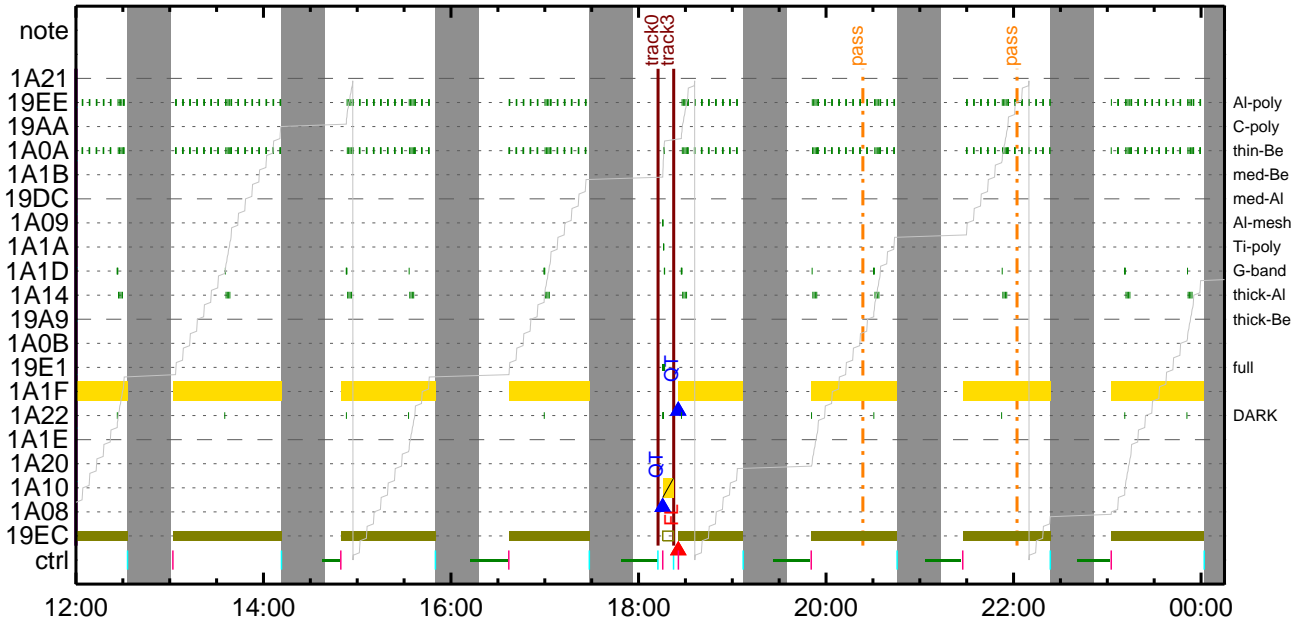 note
track0
track3
pass
pass
1A21
19EE Al-poly
19AA C-poly
1A0A thin-Be
1A1B med-Be
19DC med-Al
1A09 Al-mesh
1A1A Ti-poly
1A1D G-band
1A14 thick-Al
19A9 thick-Be
1A0B
19E1 QT full
1A1F
1A22 DARK
1A1E
1A20 QT
1A10
1A08
19EC
ctrl
12:00 14:00 16:00 18:00 20:00 22:00 00:00